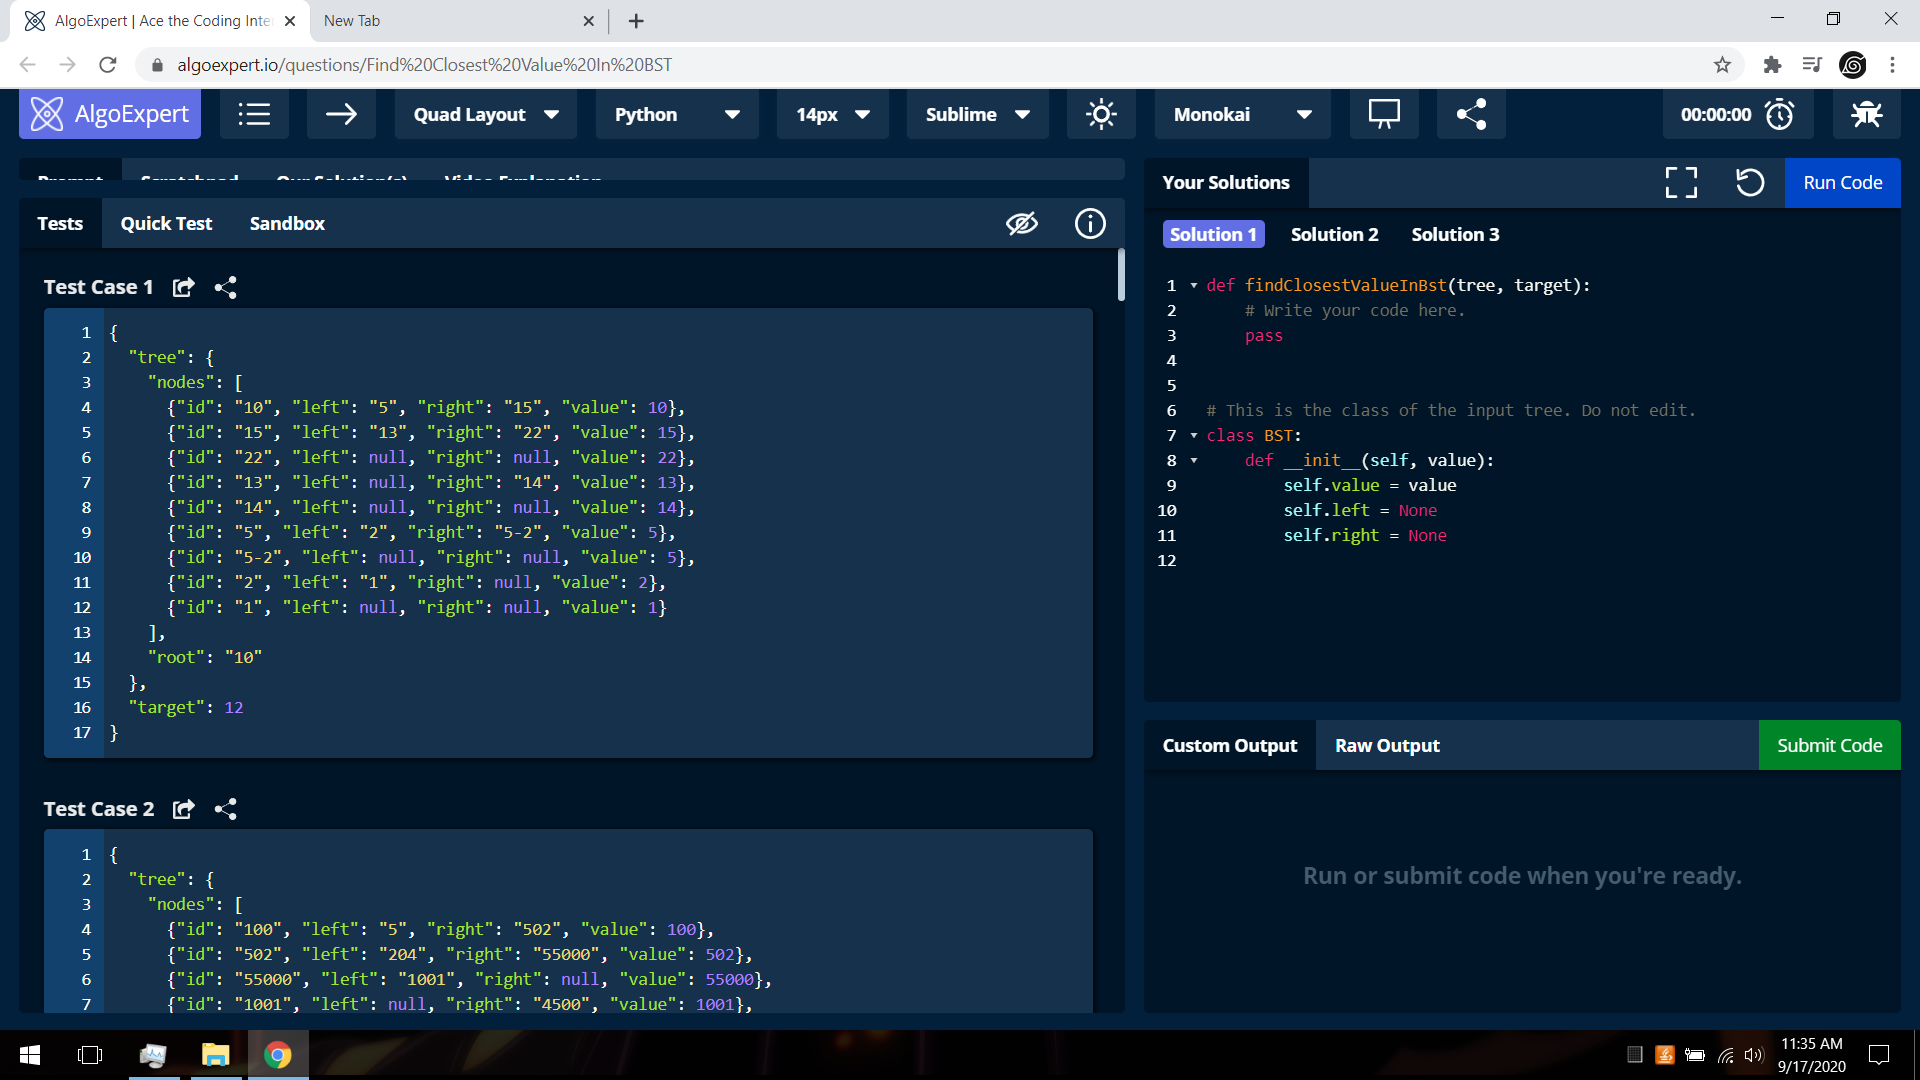 AlgoExpert | Ace the Coding Inte
New Tab
algoexpert.io/questions/Find%20Closest%20Value%20In%20BST
AlgoExpert
Quad Layout
Python
14px
Sublime
Monokai
00:00:00
Prompt Scratchpad Our Solution(s) Video Explanation
Tests Quick Test Sandbox
Test Case 1
1 {
2 "tree": {
3 "nodes": [
4 {"id": "10", "left": "5", "right": "15", "value": 10},
5 {"id": "15", "left": "13", "right": "22", "value": 15},
6 {"id": "22", "left": null, "right": null, "value": 22},
7 {"id": "13", "left": null, "right": "14", "value": 13},
8 {"id": "14", "left": null, "right": null, "value": 14},
9 {"id": "5", "left": "2", "right": "5-2", "value": 5},
10 {"id": "5-2", "left": null, "right": null, "value": 5},
11 {"id": "2", "left": "1", "right": null, "value": 2},
12 {"id": "1", "left": null, "right": null, "value": 1}
13 ],
14 "root": "10"
15 },
16 "target": 12
17 }
Test Case 2
1 {
2 "tree": {
3 "nodes": [
4 {"id": "100", "left": "5", "right": "502", "value": 100},
5 {"id": "502", "left": "204", "right": "55000", "value": 502},
6 {"id": "55000", "left": "1001", "right": null, "value": 55000},
7 {"id": "1001", "left": null, "right": "4500", "value": 1001},
Your Solutions
Run Code
Solution 1 Solution 2 Solution 3
1 def findClosestValueInBst(tree, target):
2 # Write your code here.
3 pass
4
5
6 # This is the class of the input tree. Do not edit.
7 class BST:
8 def __init__(self, value):
9 self.value = value
10 self.left = None
11 self.right = None
12
Custom Output Raw Output
Submit Code
Run or submit code when you're ready.
11:35 AM
9/17/2020